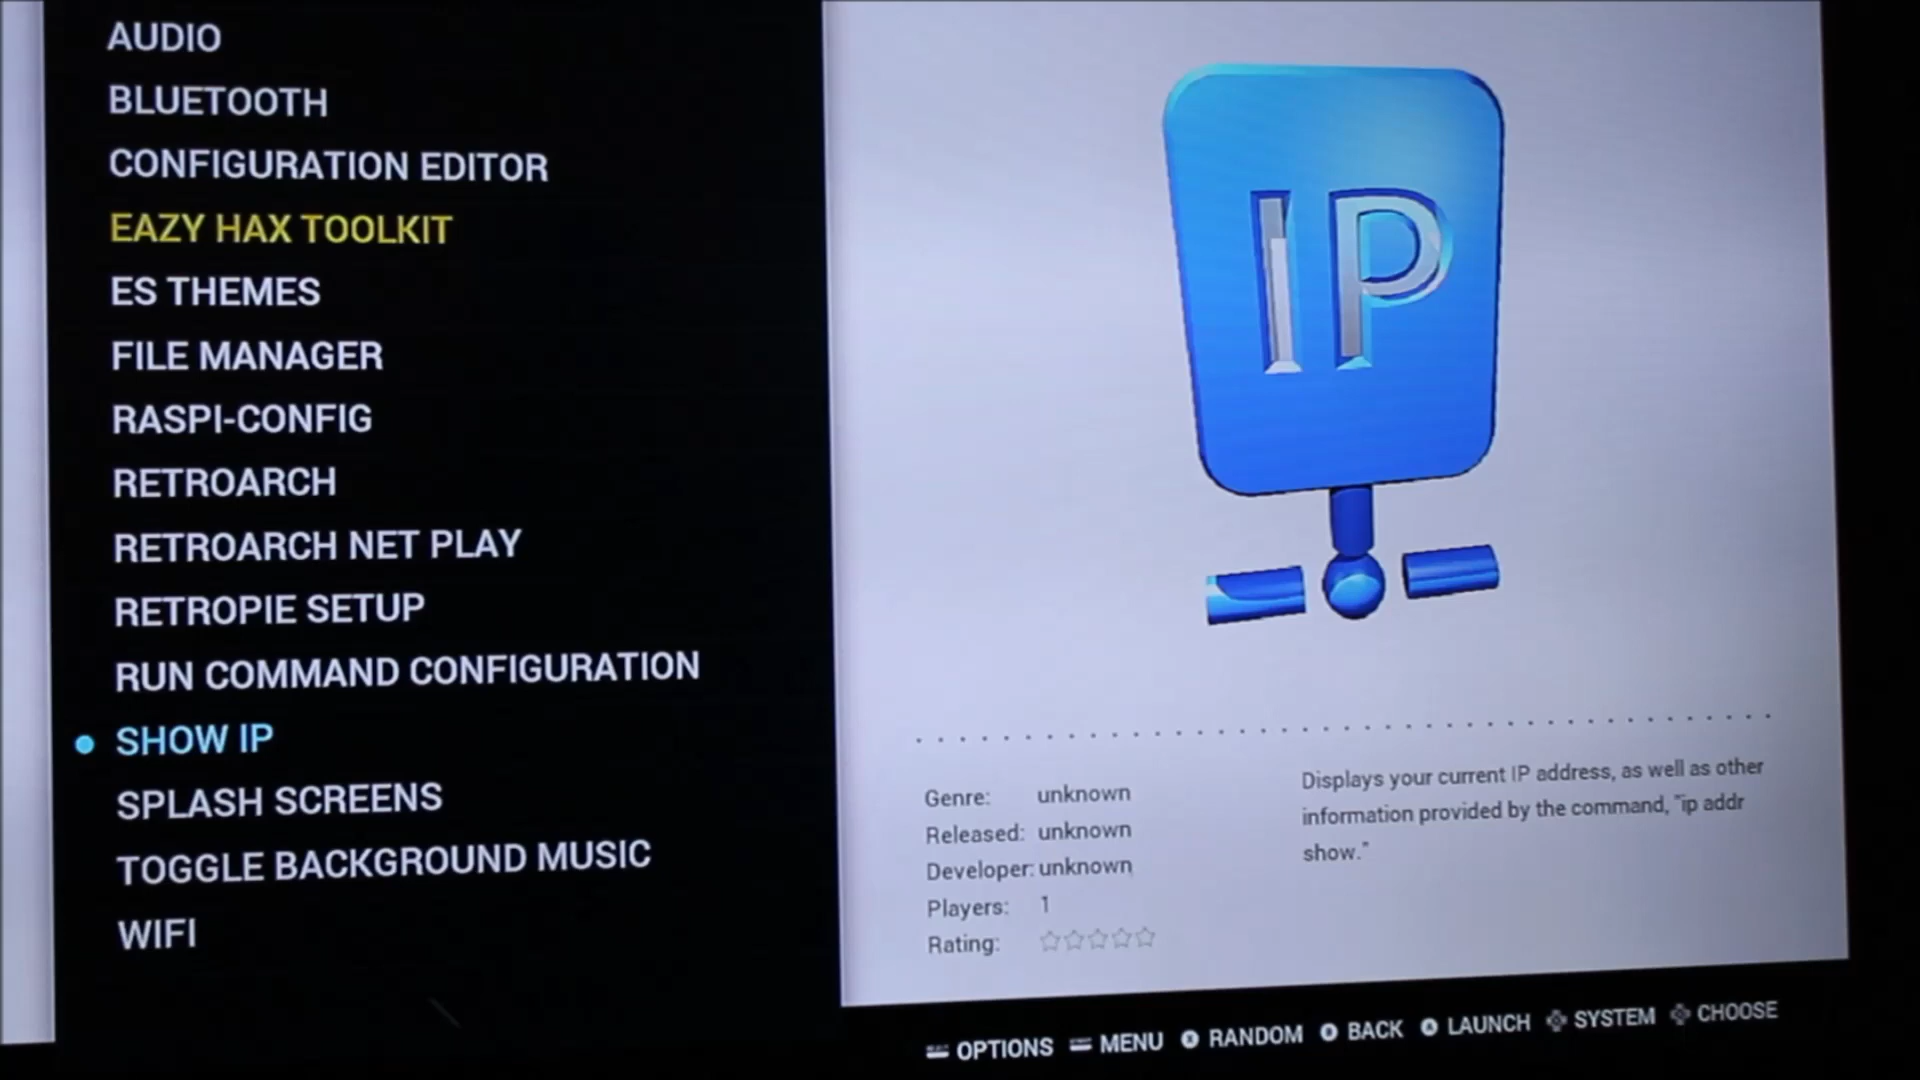 AUDIO
BLUETOOTH
CONFIGURATION EDITOR
EAZY HAX TOOLKIT
ES THEMES
FILE MANAGER
RASPI-CONFIG
RETROARCH
RETROARCH NET PLAY
RETROPIE SETUP
RUN COMMAND CONFIGURATION
SHOW IP
SPLASH SCREENS
TOGGLE BACKGROUND MUSIC
WIFI
IP
Genre: unknown
Released: unknown
Developer: unknown
Players: 1
Rating:
Displays your current IP address, as well as other
information provided by the command, "ip addr
show."
OPTIONS MENU RANDOM BACK LAUNCH SYSTEM CHOOSE